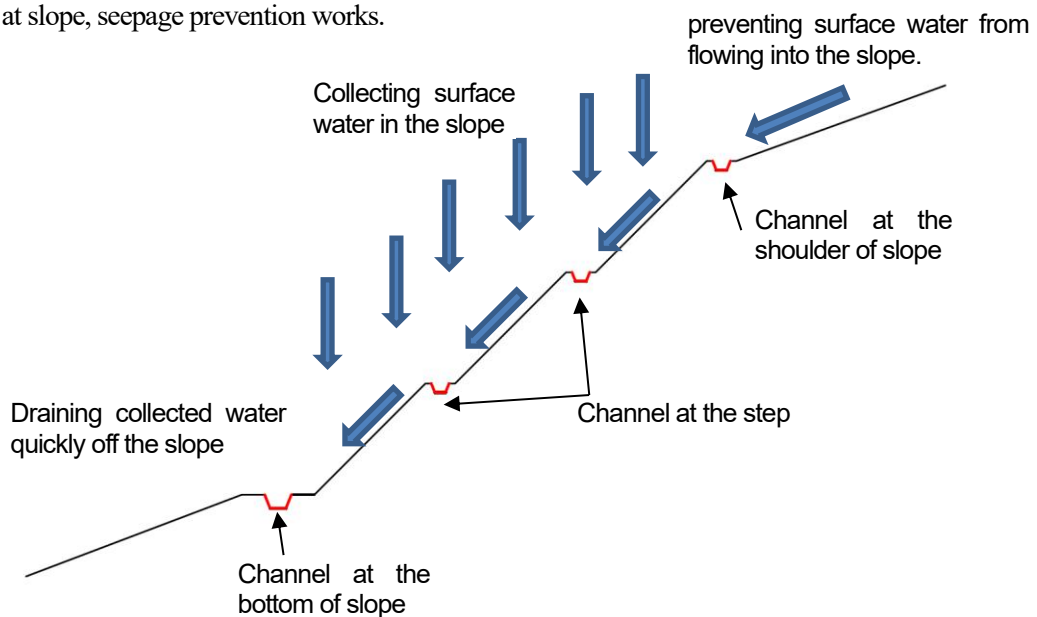 at slope, seepage prevention works.
preventing surface water from
flowing into the slope.
Collecting surface
water in the slope
Channel at the
shoulder of slope
Draining collected water
quickly off the slope
Channel at the step
Channel at the
bottom of slope